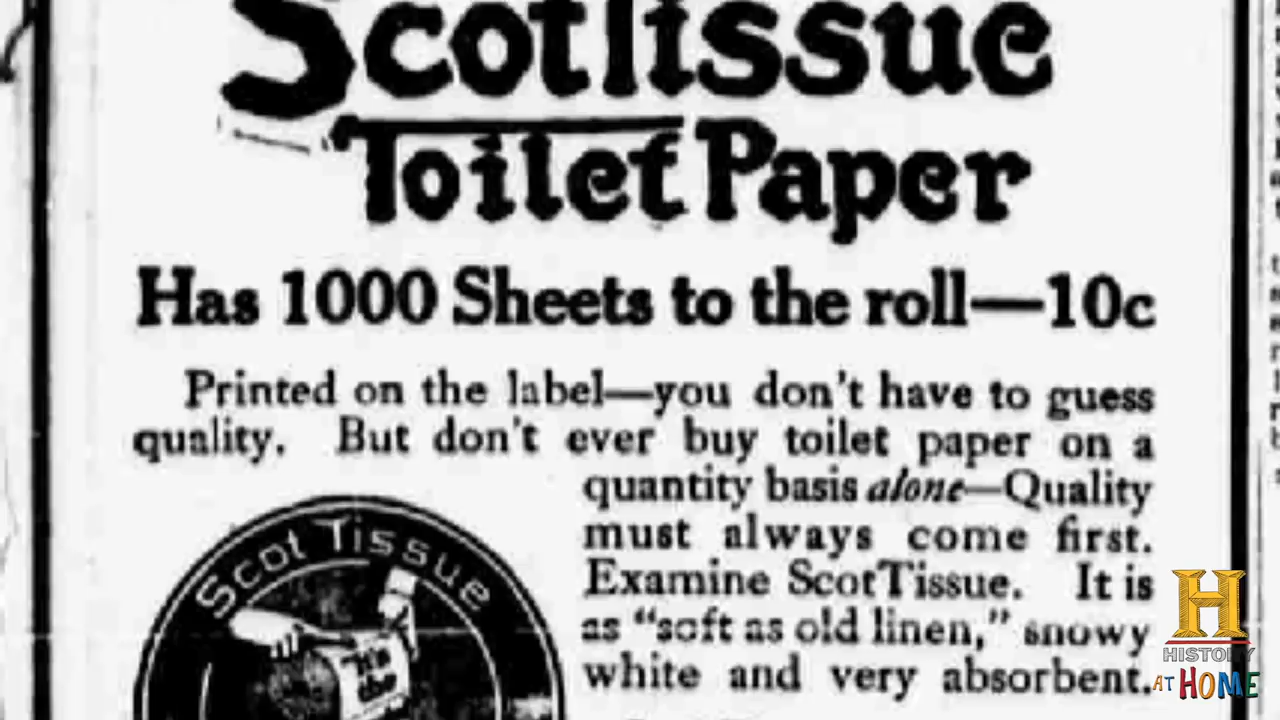 ScotTissue
Toilet Paper
Has 1000 Sheets to the roll—10c
Printed on the label—you don't have to guess
quality. But don't ever buy toilet paper on a
quantity basis alone—Quality
must always come first.
Examine ScotTissue. It is
as "soft as old linen," snowy
white and very absorbent.
Scot Tissue
"It's
the
H
HISTORY
AT HOME